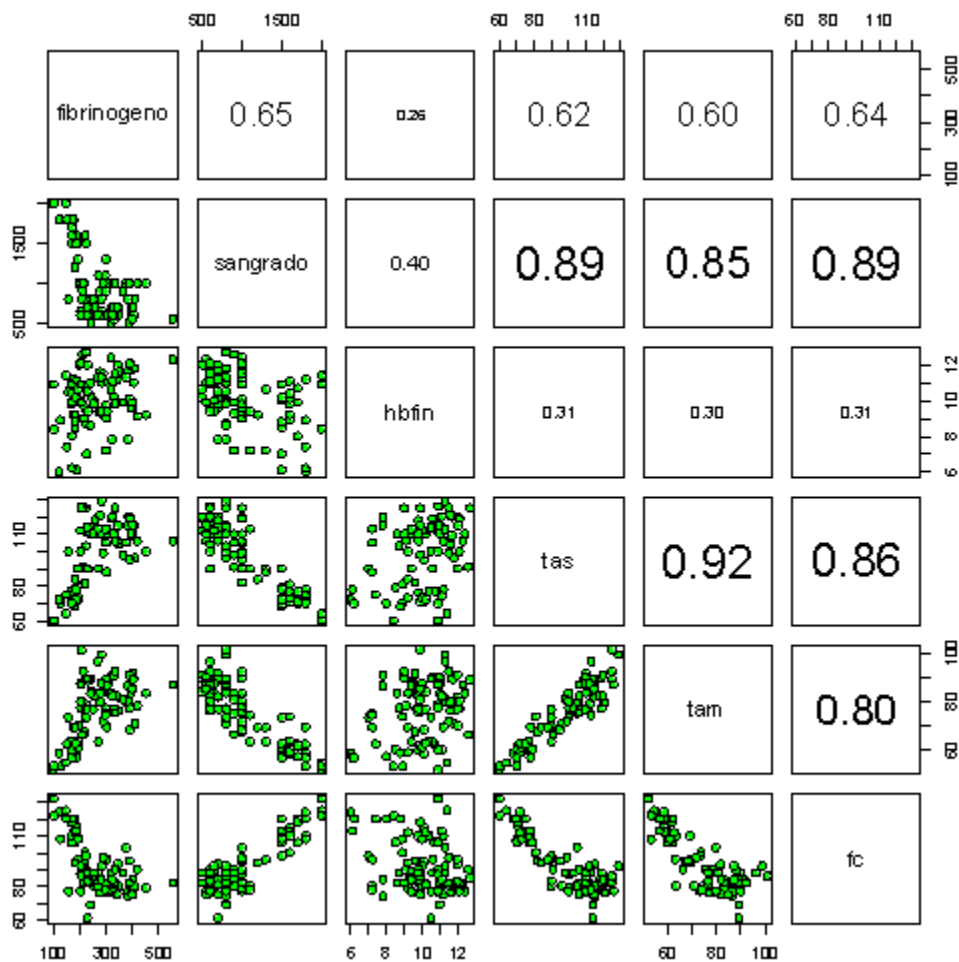 500 1500 60 80 110 60 80 110
fibrinogeno 0.65 0.26 0.62 0.60 0.64 100 300 500
500 1500 sangrado 0.40 0.89 0.85 0.89
hbfin 0.31 0.30 0.31 6 8 10 12
60 80 110 tas 0.92 0.86
tam 0.80 60 80 100
60 80 110 fc
100 300 500 6 8 10 12 60 80 100